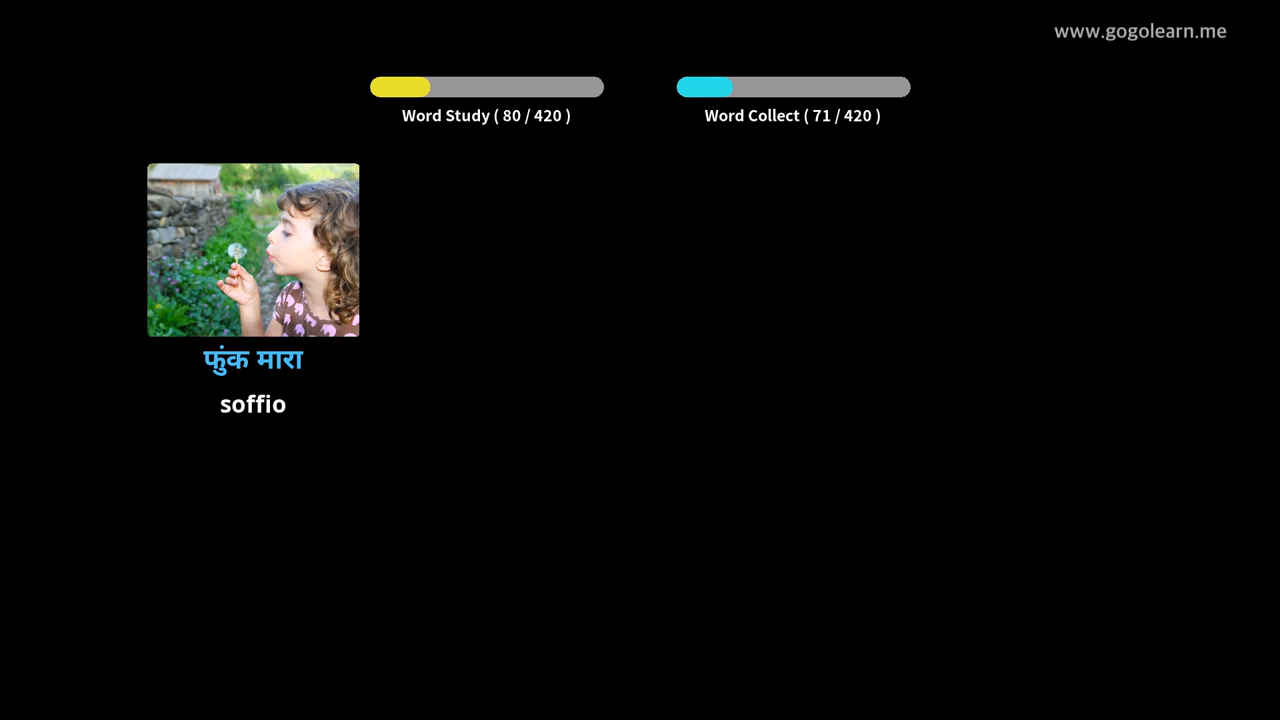 www.gogolearn.me
Word Study ( 80 / 420 )
Word Collect ( 71 / 420 )
फुंक मारा
soffio